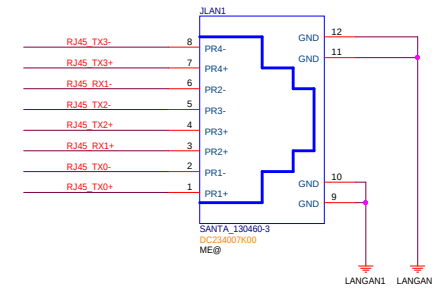 JLAN1
RJ45_TX3- 8 PR4- GND 12
RJ45_TX3+ 7 PR4+ GND 11
RJ45_RX1- 6 PR2-
RJ45_TX2- 5 PR3-
RJ45_TX2+ 4 PR3+
RJ45_RX1+ 3 PR2+
RJ45_TX0- 2 PR1- GND 10
RJ45_TX0+ 1 PR1+ GND 9
SANTA_130460-3
DC234007K00
ME@
LANGAN1 LANGAN